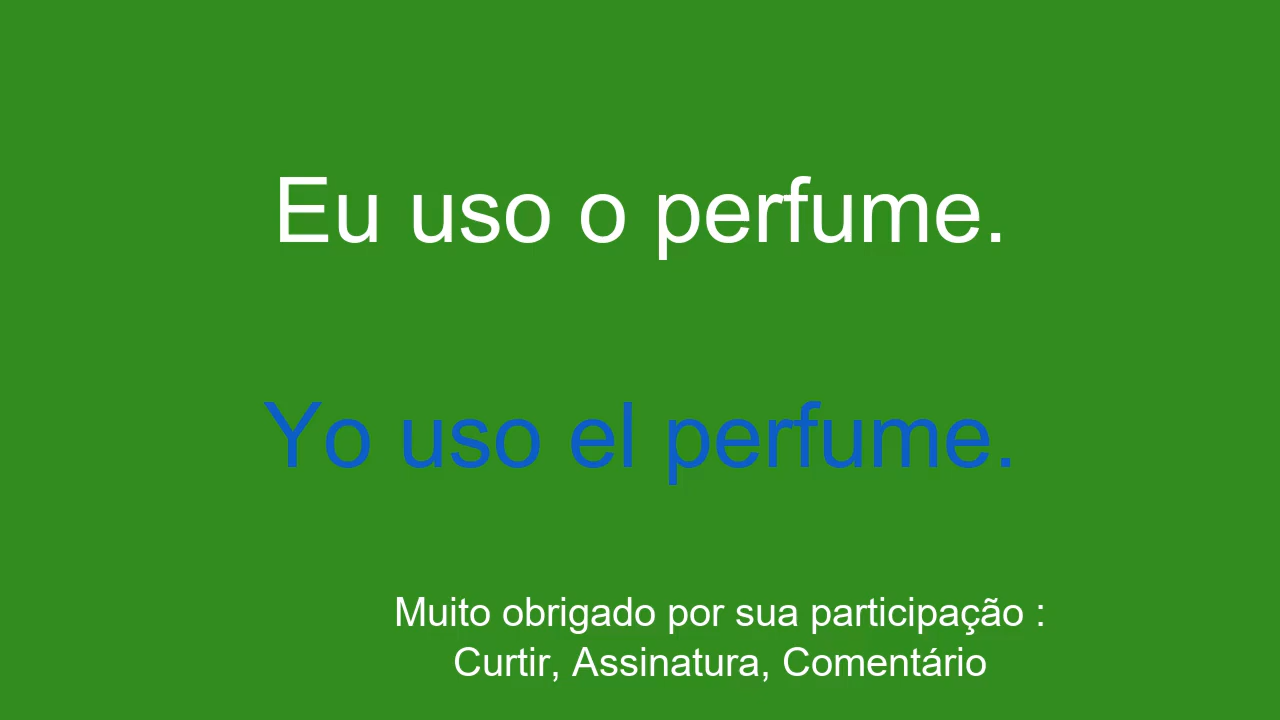 Eu uso o perfume.
Yo uso el perfume.
Muito obrigado por sua participação :
Curtir, Assinatura, Comentário